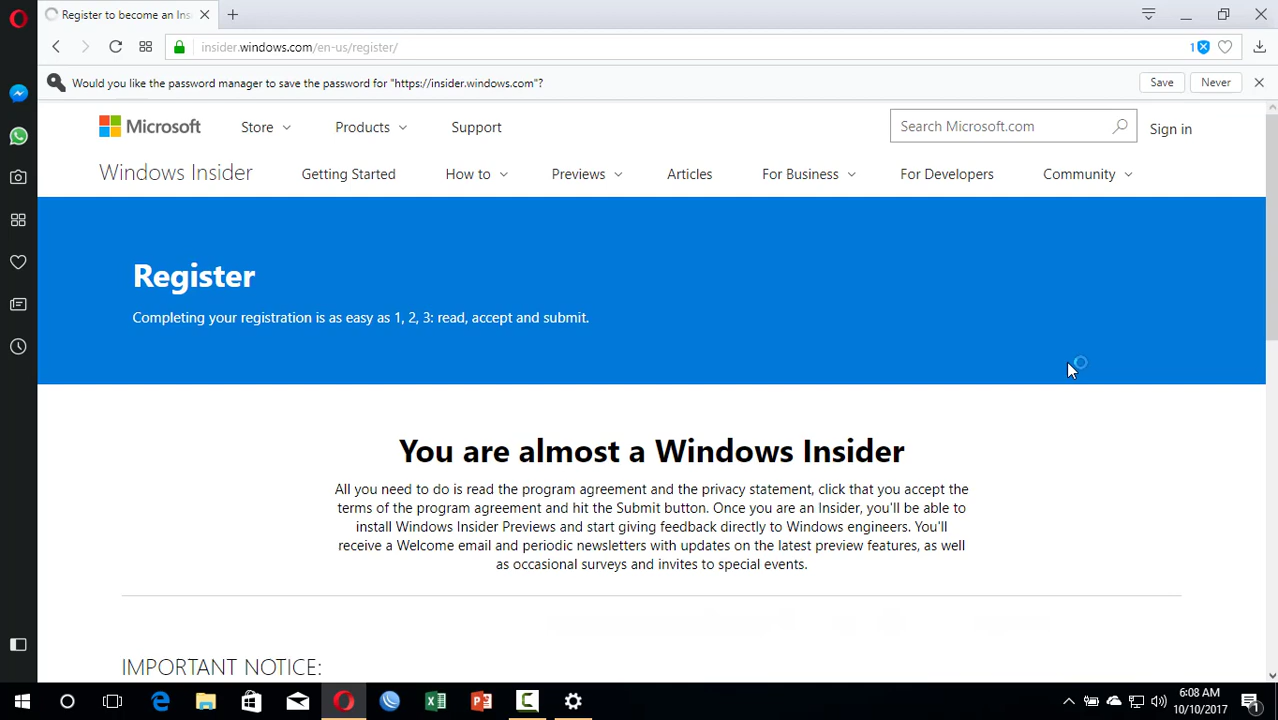 Register to become an Ins
insider.windows.com/en-us/register/
1
Would you like the password manager to save the password for "https://insider.windows.com"?
Save
Never
Microsoft
Store
Products
Support
Search Microsoft.com
Sign in
Windows Insider
Getting Started
How to
Previews
Articles
For Business
For Developers
Community
Register
Completing your registration is as easy as 1, 2, 3: read, accept and submit.
You are almost a Windows Insider
All you need to do is read the program agreement and the privacy statement, click that you accept the
terms of the program agreement and hit the Submit button. Once you are an Insider, you'll be able to
install Windows Insider Previews and start giving feedback directly to Windows engineers. You'll
receive a Welcome email and periodic newsletters with updates on the latest preview features, as well
as occasional surveys and invites to special events.
IMPORTANT NOTICE:
6:08 AM
10/10/2017
1